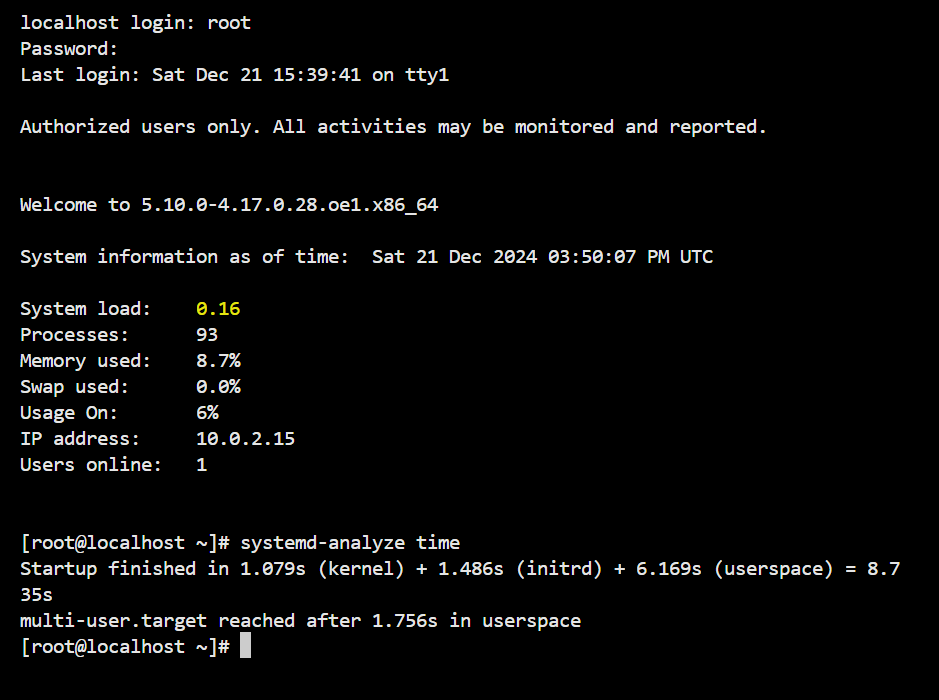 localhost login: root
Password:
Last login: Sat Dec 21 15:39:41 on tty1
Authorized users only. All activities may be monitored and reported.
Welcome to 5.10.0-4.17.0.28.oe1.x86_64
System information as of time:  Sat 21 Dec 2024 03:50:07 PM UTC
System load:    0.16
Processes:      93
Memory used:    8.7%
Swap used:      0.0%
Usage On:       6%
IP address:     10.0.2.15
Users online:   1
[root@localhost ~]# systemd-analyze time
Startup finished in 1.079s (kernel) + 1.486s (initrd) + 6.169s (userspace) = 8.7
35s
multi-user.target reached after 1.756s in userspace
[root@localhost ~]#